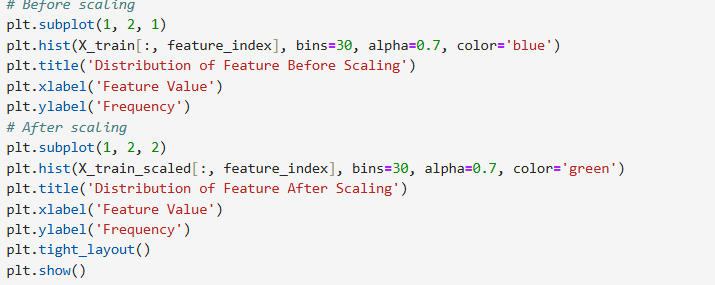 # Before scaling
plt.subplot(1, 2, 1)
plt.hist(X_train[:, feature_index], bins=30, alpha=0.7, color='blue')
plt.title('Distribution of Feature Before Scaling')
plt.xlabel('Feature Value')
plt.ylabel('Frequency')
# After scaling
plt.subplot(1, 2, 2)
plt.hist(X_train_scaled[:, feature_index], bins=30, alpha=0.7, color='green')
plt.title('Distribution of Feature After Scaling')
plt.xlabel('Feature Value')
plt.ylabel('Frequency')
plt.tight_layout()
plt.show()